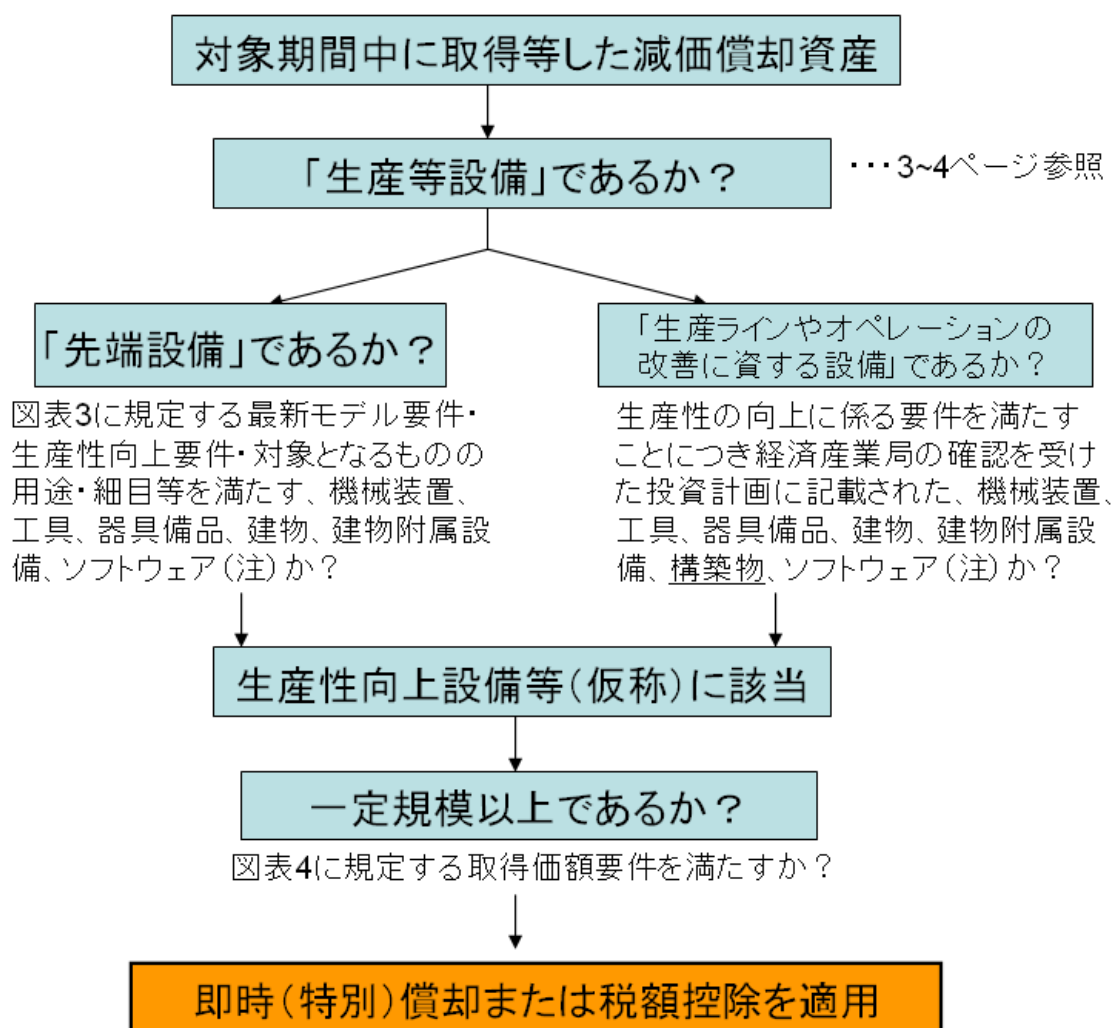 対象期間中に取得等した減価償却資産
「生産等設備」であるか？
・・・3~4ページ参照
「先端設備」であるか？
図表3に規定する最新モデル要件・
生産性向上要件・対象となるものの
用途・細目等を満たす、機械装置、
工具、器具備品、建物、建物附属設
備、ソフトウェア（注）か？
「生産ラインやオペレーションの
改善に資する設備」であるか？
生産性の向上に係る要件を満たす
ことにつき経済産業局の確認を受け
た投資計画に記載された、機械装置、
工具、器具備品、建物、建物附属設
備、構築物、ソフトウェア（注）か？
生産性向上設備等（仮称）に該当
一定規模以上であるか？
図表4に規定する取得価額要件を満たすか？
即時（特別）償却または税額控除を適用